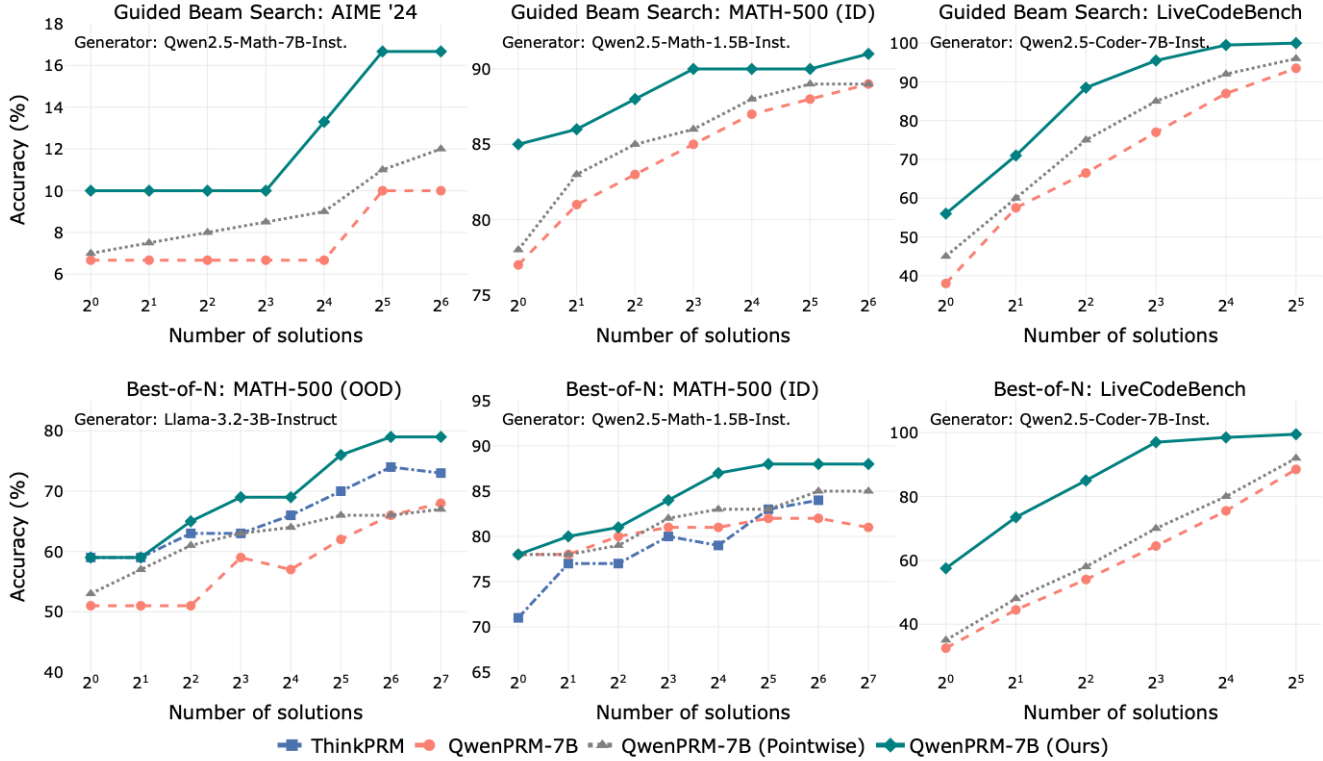 Guided Beam Search: AIME '24
Generator: Qwen2.5-Math-7B-Inst.
18
16
14
12
10
8
6
Accuracy (%)
2⁰ 2¹ 2² 2³ 2⁴ 2⁵ 2⁶
Number of solutions
Guided Beam Search: MATH-500 (ID)
Generator: Qwen2.5-Math-1.5B-Inst.
90
85
80
75
2⁰ 2¹ 2² 2³ 2⁴ 2⁵ 2⁶
Number of solutions
Guided Beam Search: LiveCodeBench
Generator: Qwen2.5-Coder-7B-Inst.
100
90
80
70
60
50
40
2⁰ 2¹ 2² 2³ 2⁴ 2⁵
Number of solutions
Best-of-N: MATH-500 (OOD)
Generator: Llama-3.2-3B-Instruct
80
70
60
50
40
Accuracy (%)
2⁰ 2¹ 2² 2³ 2⁴ 2⁵ 2⁶ 2⁷
Number of solutions
Best-of-N: MATH-500 (ID)
Generator: Qwen2.5-Math-1.5B-Inst.
95
90
85
80
75
70
65
2⁰ 2¹ 2² 2³ 2⁴ 2⁵ 2⁶ 2⁷
Number of solutions
Best-of-N: LiveCodeBench
Generator: Qwen2.5-Coder-7B-Inst.
100
80
60
40
2⁰ 2¹ 2² 2³ 2⁴ 2⁵
Number of solutions
ThinkPRM QwenPRM-7B QwenPRM-7B (Pointwise) QwenPRM-7B (Ours)